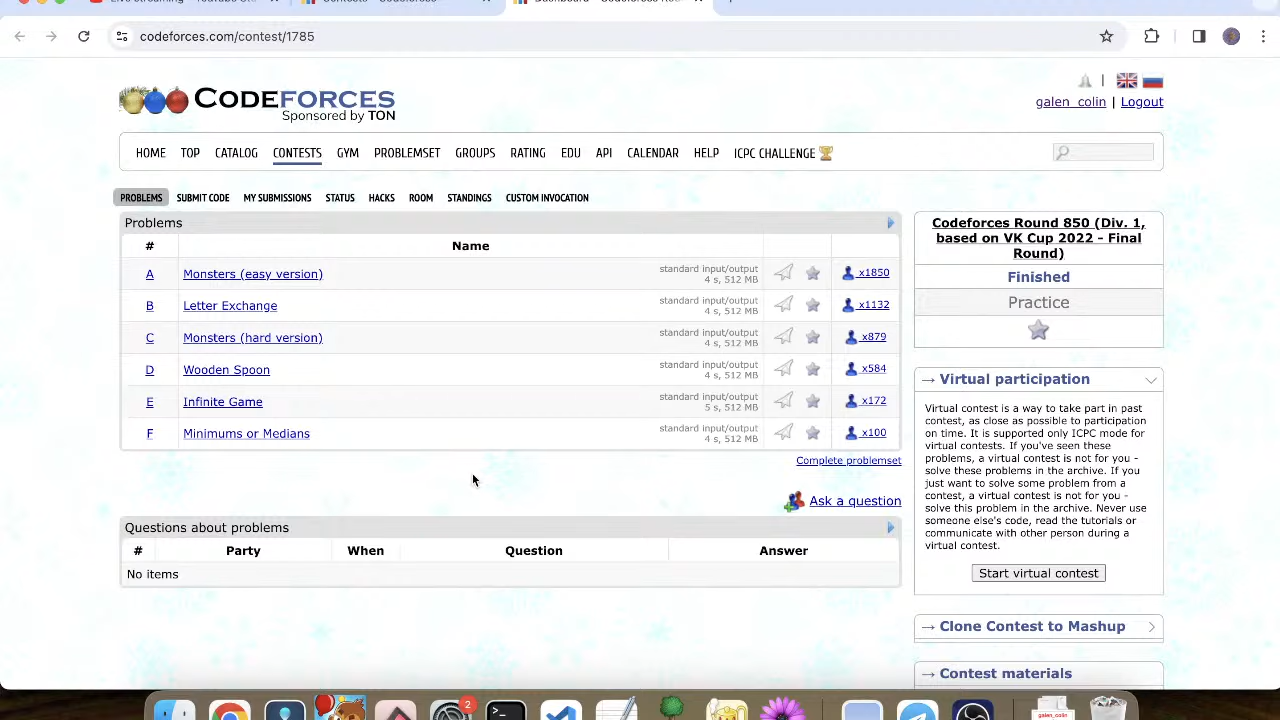 codeforces.com/contest/1785
CODEFORCES
Sponsored by TON
galen_colin | Logout
HOME TOP CATALOG CONTESTS GYM PROBLEMSET GROUPS RATING EDU API CALENDAR HELP ICPC CHALLENGE
PROBLEMS SUBMIT CODE MY SUBMISSIONS STATUS HACKS ROOM STANDINGS CUSTOM INVOCATION
Problems
# Name
A Monsters (easy version) standard input/output x1850
4 s, 512 MB
B Letter Exchange standard input/output x1132
4 s, 512 MB
C Monsters (hard version) standard input/output x879
4 s, 512 MB
D Wooden Spoon standard input/output x584
4 s, 512 MB
E Infinite Game standard input/output x172
5 s, 512 MB
F Minimums or Medians standard input/output x100
4 s, 512 MB
Complete problemset
Ask a question
Questions about problems
# Party When Question Answer
No items
Codeforces Round 850 (Div. 1,
based on VK Cup 2022 - Final
Round)
Finished
Practice
→ Virtual participation
Virtual contest is a way to take part in past
contest, as close as possible to participation
on time. It is supported only ICPC mode for
virtual contests. If you've seen these
problems, a virtual contest is not for you -
solve these problems in the archive. If you
just want to solve some problem from a
contest, a virtual contest is not for you -
solve this problem in the archive. Never use
someone else's code, read the tutorials or
communicate with other person during a
virtual contest.
Start virtual contest
→ Clone Contest to Mashup
→ Contest materials
2
galen_colin